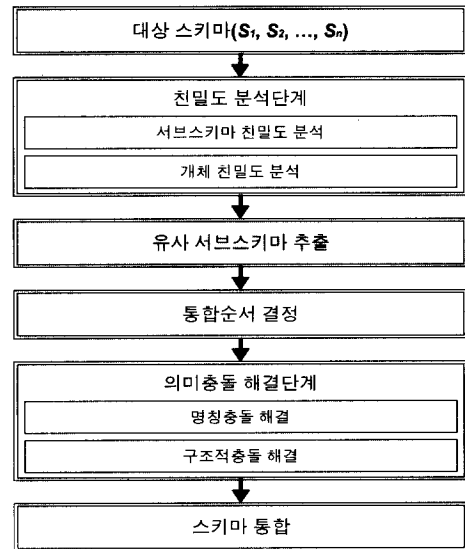 대상 스키마(S₁, S₂, ..., Sₙ)
친밀도 분석단계
서브스키마 친밀도 분석
개체 친밀도 분석
유사 서브스키마 추출
통합순서 결정
의미충돌 해결단계
명칭충돌 해결
구조적충돌 해결
스키마 통합